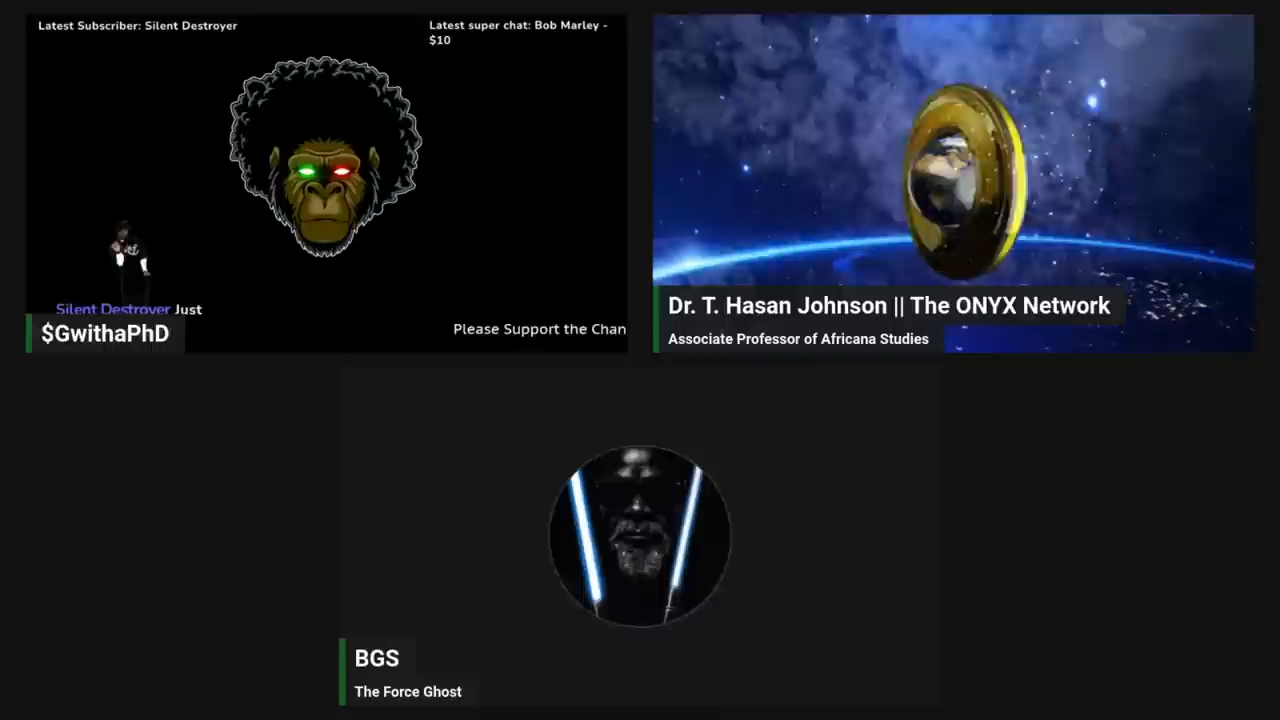 Latest Subscriber: Silent Destroyer
Latest super chat: Bob Marley -
$10
Silent Destroyer Just
$GwithaPhD
Please Support the Chan
Dr. T. Hasan Johnson || The ONYX Network
Associate Professor of Africana Studies
BGS
The Force Ghost